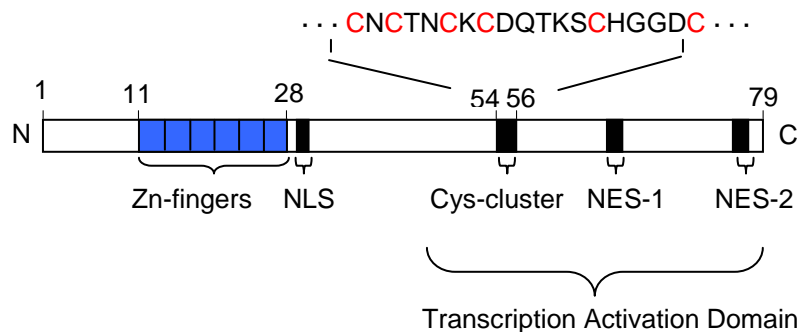 ··· CNCTNCKCDQTKSCHGGDC ···
1 11 28 54 56 79
N C
Zn-fingers NLS Cys-cluster NES-1 NES-2
Transcription Activation Domain